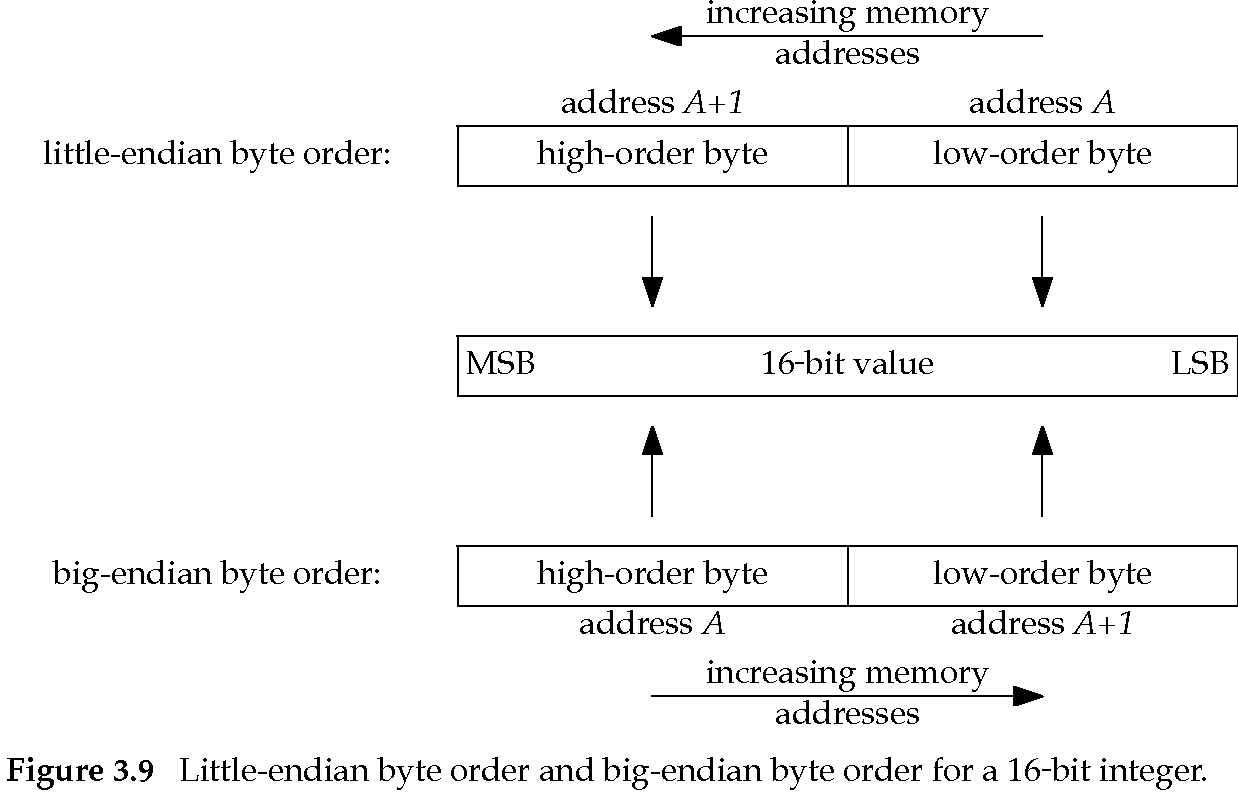 increasing memory
addresses
address A+1 address A
little-endian byte order: high-order byte low-order byte
MSB 16-bit value LSB
big-endian byte order: high-order byte low-order byte
address A address A+1
increasing memory
addresses
Figure 3.9 Little-endian byte order and big-endian byte order for a 16-bit integer.